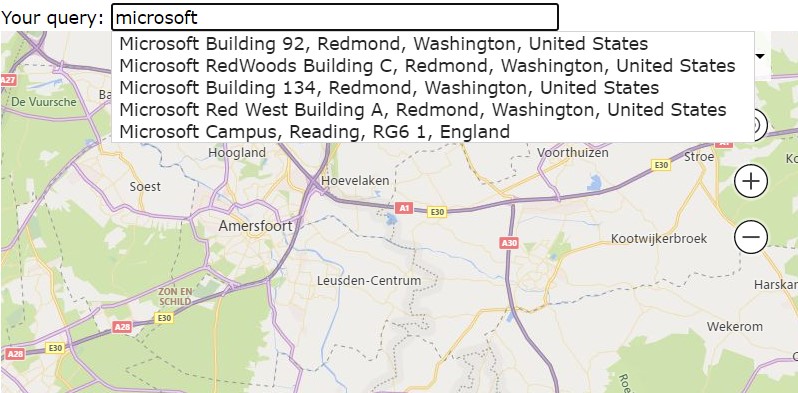 Your query: microsoft
Microsoft Building 92, Redmond, Washington, United States
Microsoft RedWoods Building C, Redmond, Washington, United States
Microsoft Building 134, Redmond, Washington, United States
Microsoft Red West Building A, Redmond, Washington, United States
Microsoft Campus, Reading, RG6 1, England
A27
De Vuursche
Ba
Hoogland
Voorthuizen
Stroe
E30
Soest
Hoevelaken
A1
E30
Amersfoort
A30
Kootwijkerbroek
Leusden-Centrum
Harskar
ZON EN
SCHILD
E30
A28
Wekerom
A28
E30
Roe